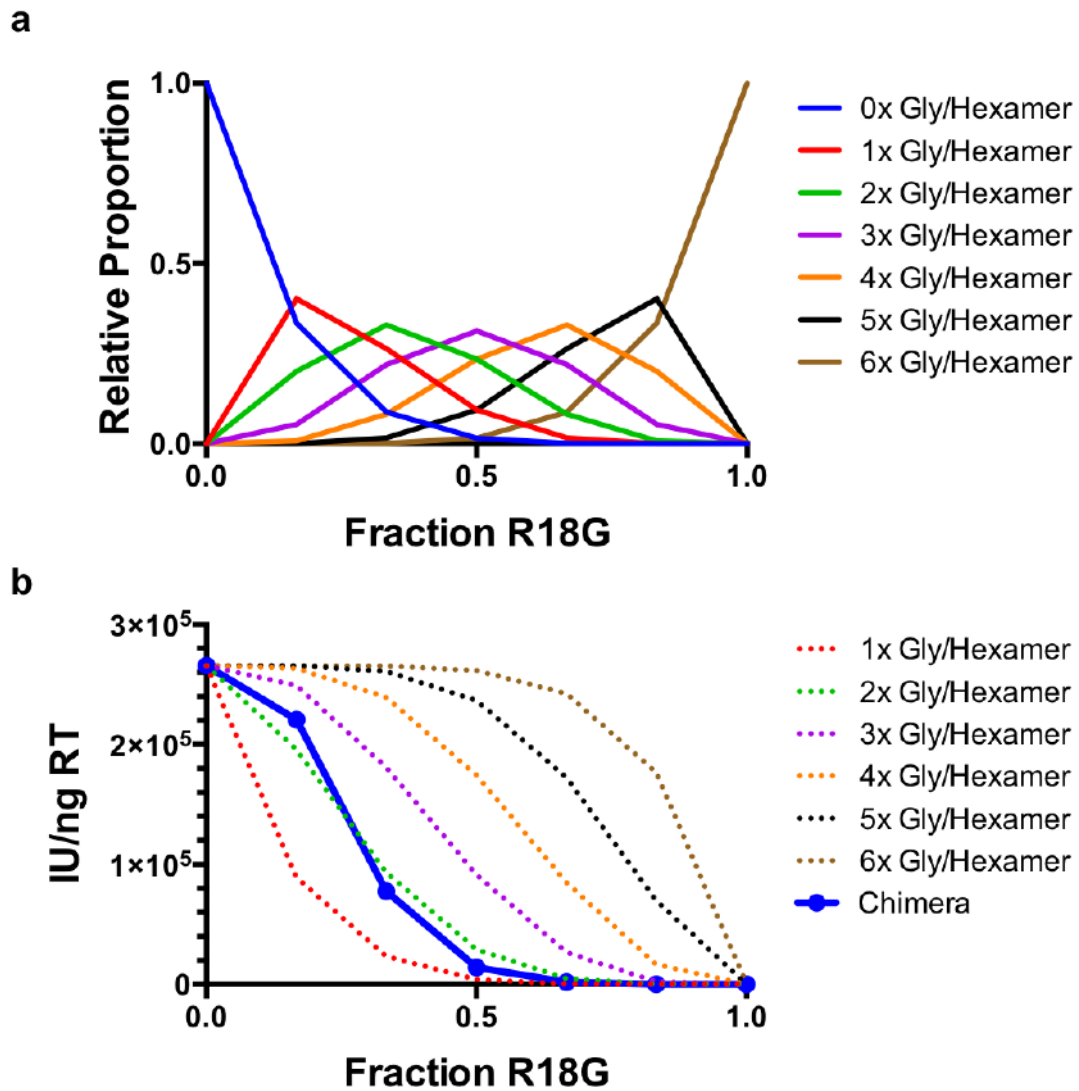 a
Relative Proportion
1.0
0.5
0.0
0.0 0.5 1.0
Fraction R18G
0x Gly/Hexamer
1x Gly/Hexamer
2x Gly/Hexamer
3x Gly/Hexamer
4x Gly/Hexamer
5x Gly/Hexamer
6x Gly/Hexamer
b
IU/ng RT
3×10⁵
2×10⁵
1×10⁵
0
0.0 0.5 1.0
Fraction R18G
1x Gly/Hexamer
2x Gly/Hexamer
3x Gly/Hexamer
4x Gly/Hexamer
5x Gly/Hexamer
6x Gly/Hexamer
Chimera